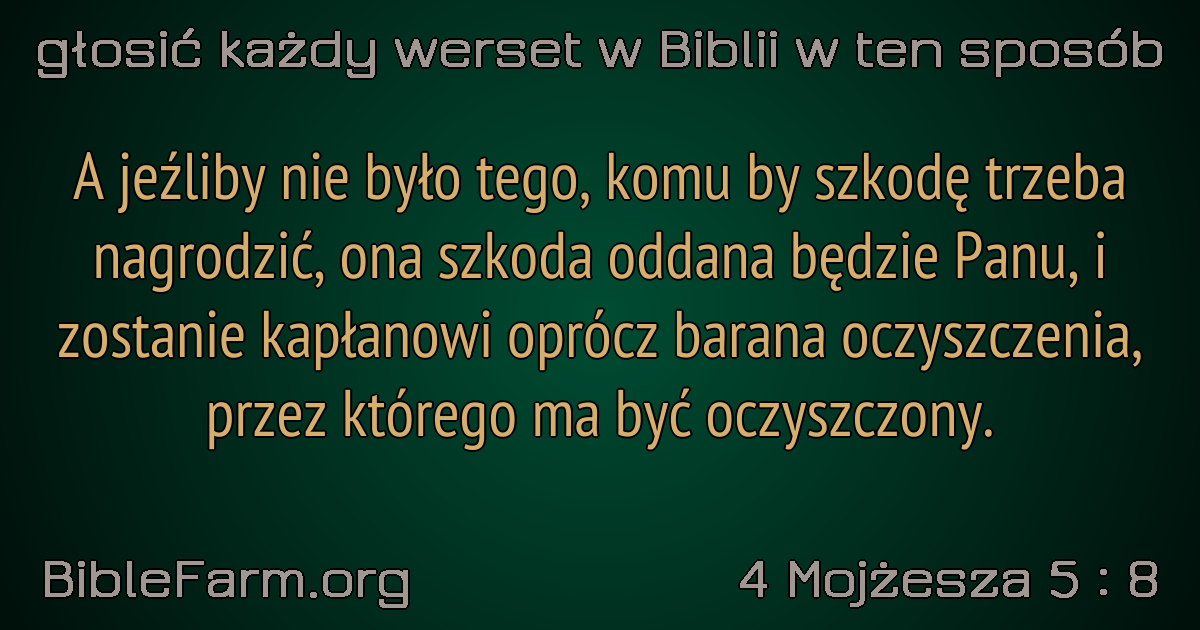 głosić każdy werset w Biblii w ten sposób
A jeźliby nie było tego, komu by szkodę trzeba
nagrodzić, ona szkoda oddana będzie Panu, i
zostanie kapłanowi oprócz barana oczyszczenia,
przez którego ma być oczyszczony.
BibleFarm.org
4 Mojżesza 5 : 8